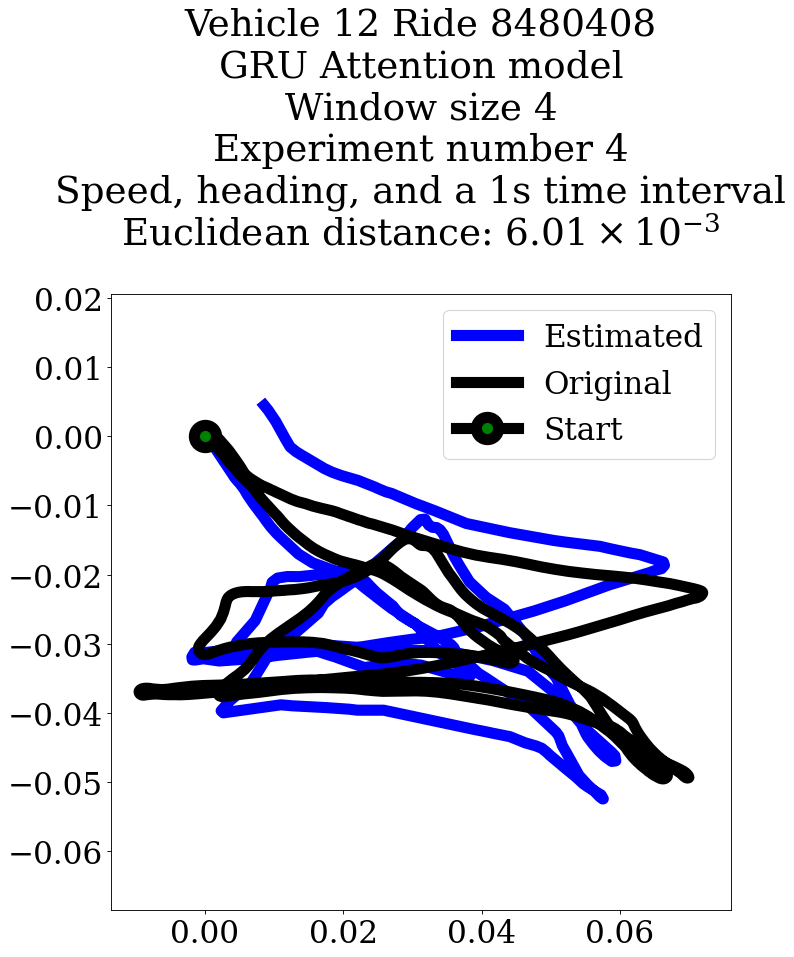 Vehicle 12 Ride 8480408
GRU Attention model
Window size 4
Experiment number 4
Speed, heading, and a 1s time interval
Euclidean distance: 6.01 × 10⁻³
Estimated
Original
Start
0.02
0.01
0.00
−0.01
−0.02
−0.03
−0.04
−0.05
−0.06
0.00 0.02 0.04 0.06